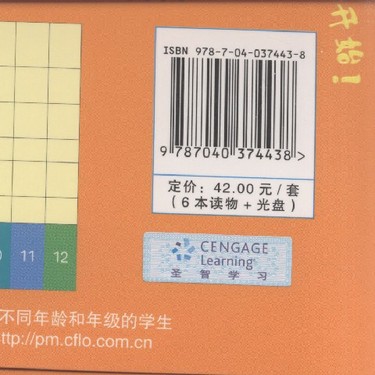 开始！
ISBN 978-7-04-037443-8
9 787040 374438 >
定价：42.00 元/套
（6 本读物 + 光盘）
11 12
CENGAGE
Learning
圣智学习
不同年龄和年级的学生
ttp://pm.cflo.com.cn